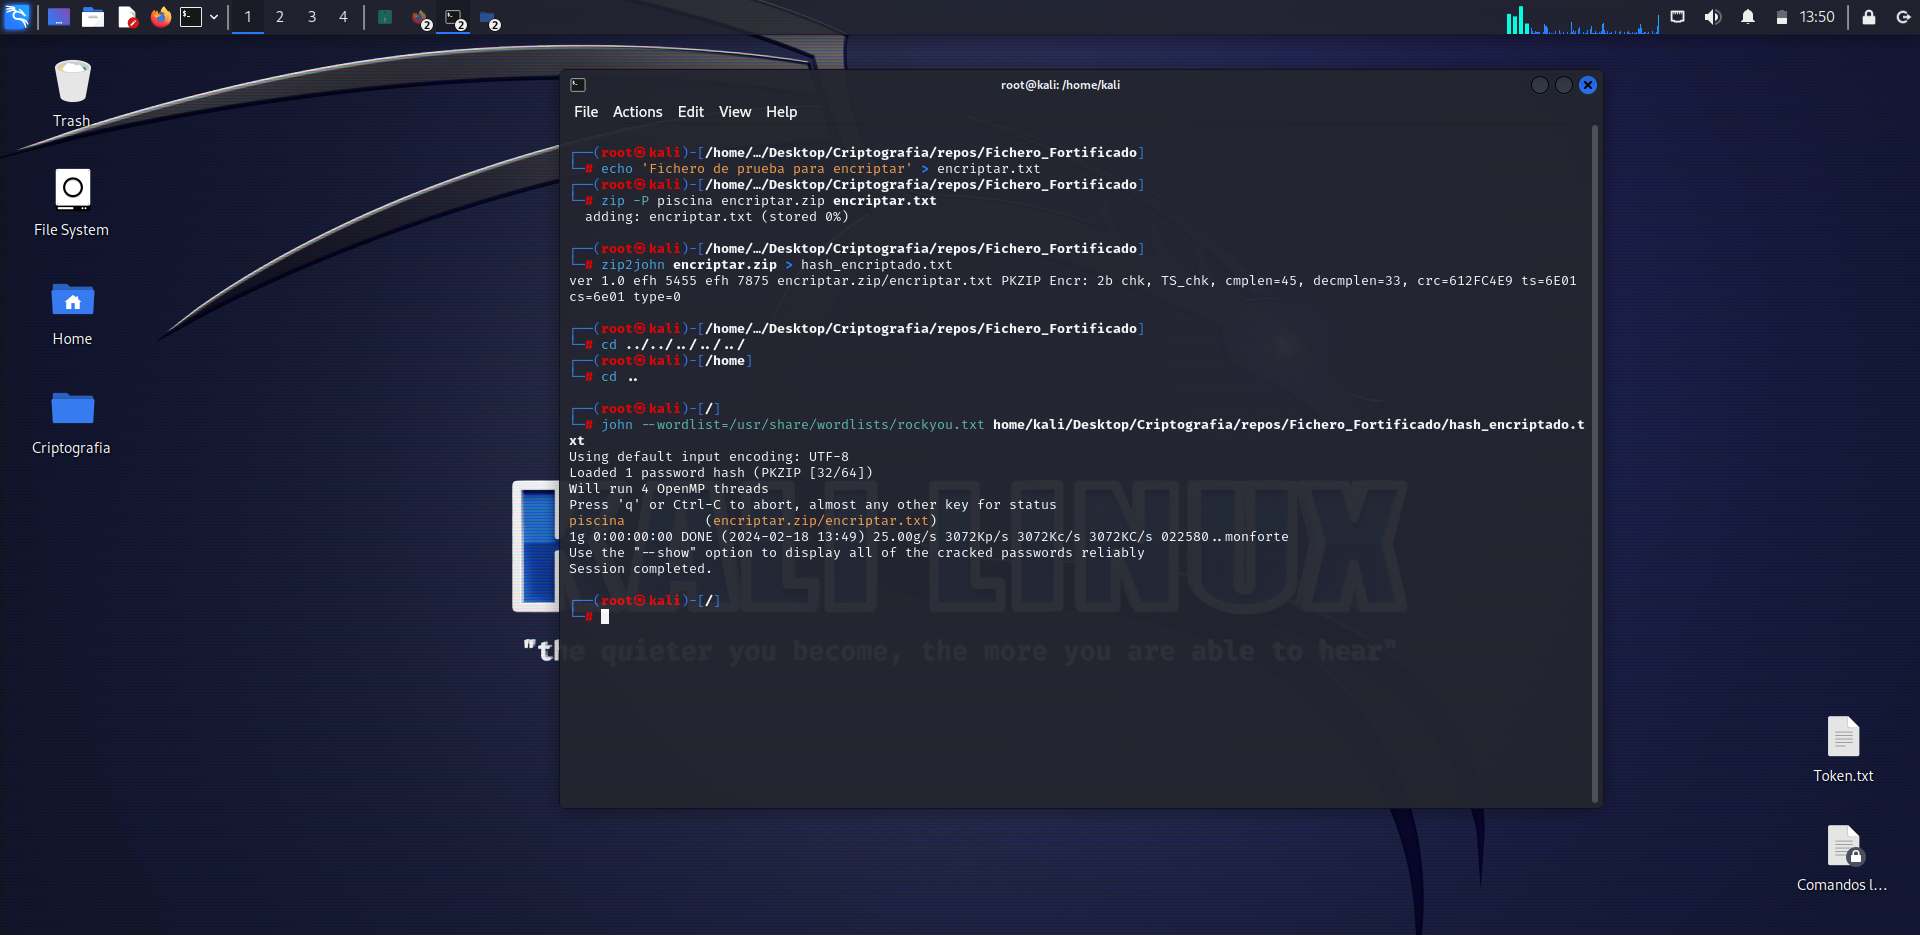 1 2 3 4 2 2 2 13:50
Trash
File System
Home
Criptografia
root@kali: /home/kali
File Actions Edit View Help
┌──(root㉿kali)-[/home/…/Desktop/Criptografia/repos/Fichero_Fortificado]
└─# echo 'Fichero de prueba para encriptar' > encriptar.txt
┌──(root㉿kali)-[/home/…/Desktop/Criptografia/repos/Fichero_Fortificado]
└─# zip -P piscina encriptar.zip encriptar.txt
adding: encriptar.txt (stored 0%)
┌──(root㉿kali)-[/home/…/Desktop/Criptografia/repos/Fichero_Fortificado]
└─# zip2john encriptar.zip > hash_encriptado.txt
ver 1.0 efh 5455 efh 7875 encriptar.zip/encriptar.txt PKZIP Encr: 2b chk, TS_chk, cmplen=45, decmplen=33, crc=612FC4E9 ts=6E01
cs=6e01 type=0
┌──(root㉿kali)-[/home/…/Desktop/Criptografia/repos/Fichero_Fortificado]
└─# cd ../../../../../
┌──(root㉿kali)-[/home]
└─# cd ..
┌──(root㉿kali)-[/]
└─# john --wordlist=/usr/share/wordlists/rockyou.txt home/kali/Desktop/Criptografia/repos/Fichero_Fortificado/hash_encriptado.t
xt
Using default input encoding: UTF-8
Loaded 1 password hash (PKZIP [32/64])
Will run 4 OpenMP threads
Press 'q' or Ctrl-C to abort, almost any other key for status
piscina (encriptar.zip/encriptar.txt)
1g 0:00:00:00 DONE (2024-02-18 13:49) 25.00g/s 3072Kp/s 3072Kc/s 3072KC/s 022580..monforte
Use the "--show" option to display all of the cracked passwords reliably
Session completed.
┌──(root㉿kali)-[/]
└─#
KALI LINUX
"the quieter you become, the more you are able to hear"
Token.txt
Comandos l...